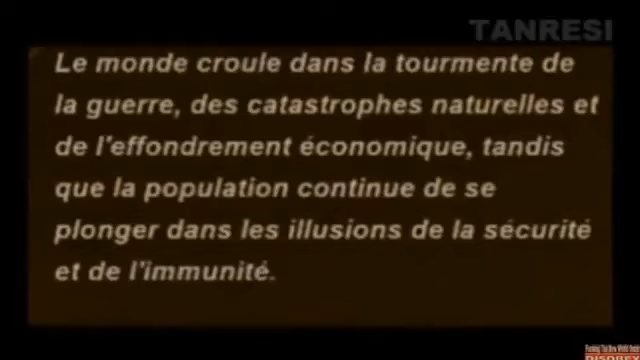 TANRESI
Le monde croule dans la tourmente de
la guerre, des catastrophes naturelles et
de l'effondrement économique, tandis
que la population continue de se
plonger dans les illusions de la sécurité
et de l'immunité.